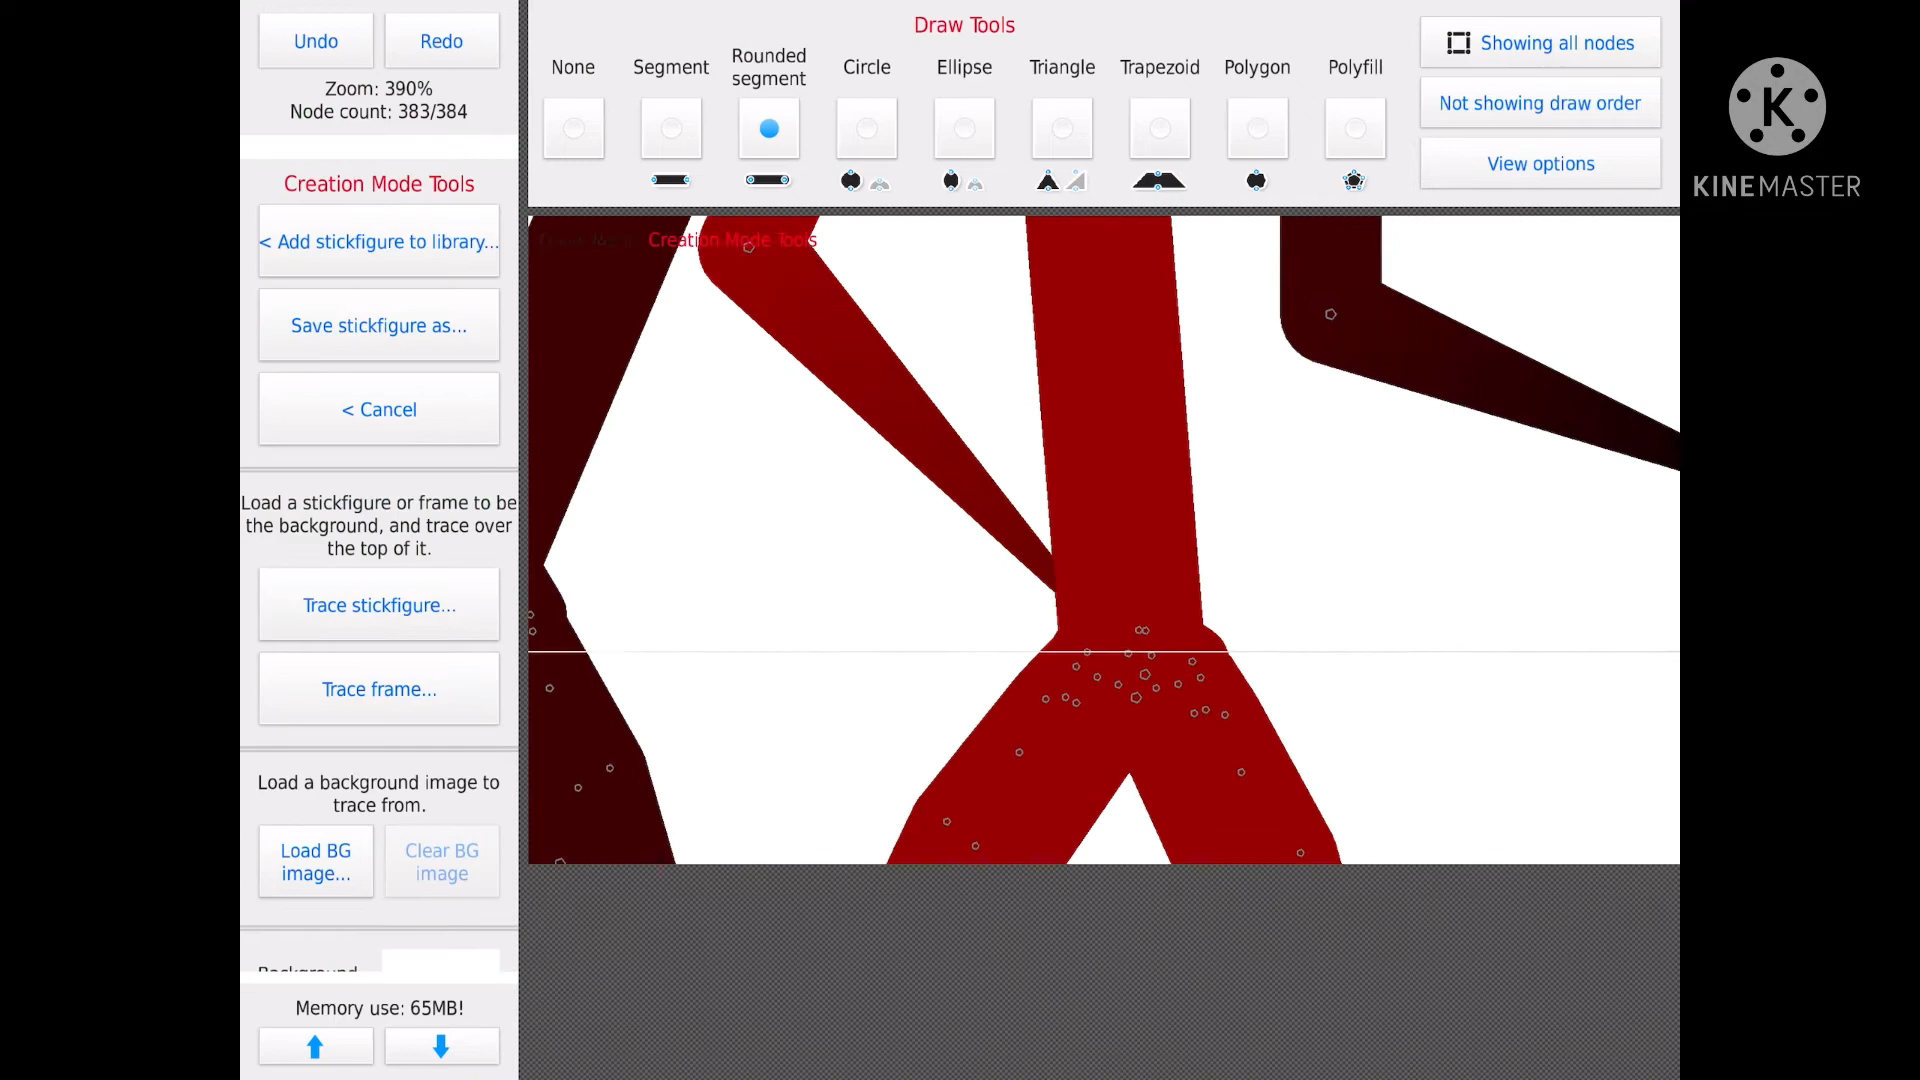 Undo
Redo
Zoom: 390%
Node count: 383/384
Creation Mode Tools
< Add stickfigure to library...
Save stickfigure as...
< Cancel
Load a stickfigure or frame to be
the background, and trace over
the top of it.
Trace stickfigure...
Trace frame...
Load a background image to
trace from.
Load BG
image...
Clear BG
image
Background
Memory use: 65MB!
Draw Tools
None
Segment
Rounded
segment
Circle
Ellipse
Triangle
Trapezoid
Polygon
Polyfill
Showing all nodes
Not showing draw order
View options
Creation Mode Tools
K
KINEMASTER